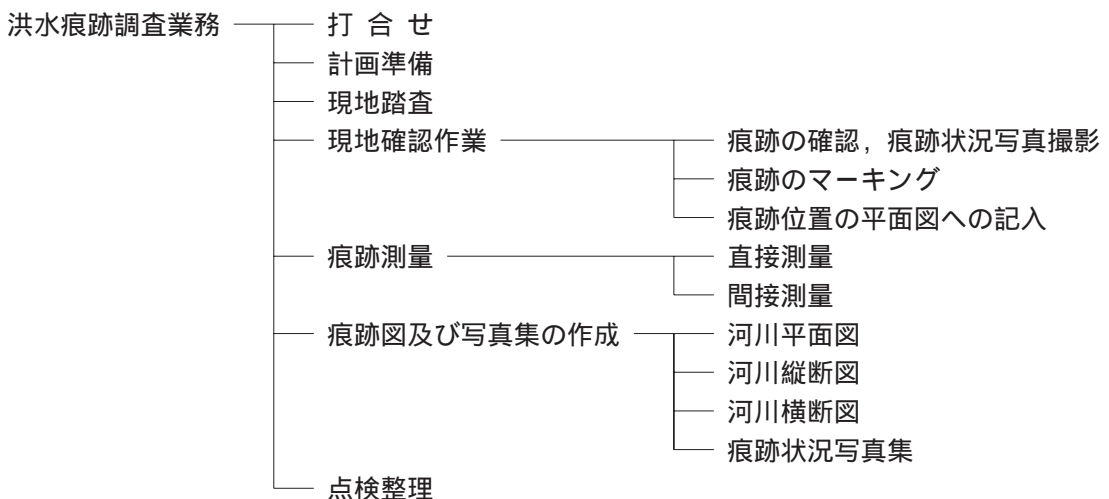 洪水痕跡調査業務 打 合 せ
計画準備
現地踏査
現地確認作業 痕跡の確認，痕跡状況写真撮影
痕跡のマーキング
痕跡位置の平面図への記入
痕跡測量 直接測量
間接測量
痕跡図及び写真集の作成 河川平面図
河川縦断図
河川横断図
痕跡状況写真集
点検整理